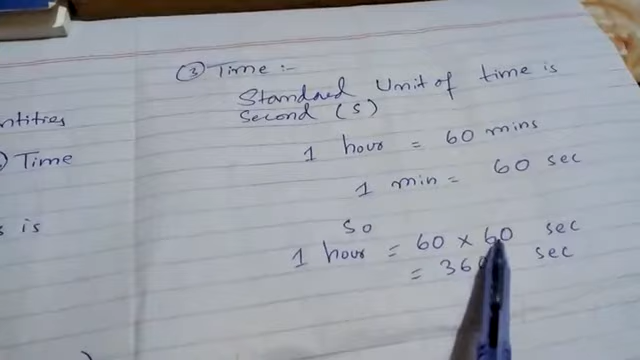 ntities
) Time
s is
③ Time :-
Standard Unit of time is
Second (S)
1 hour = 60 mins
1 min = 60 sec
So
1 hour = 60 × 60 sec
= 36 sec